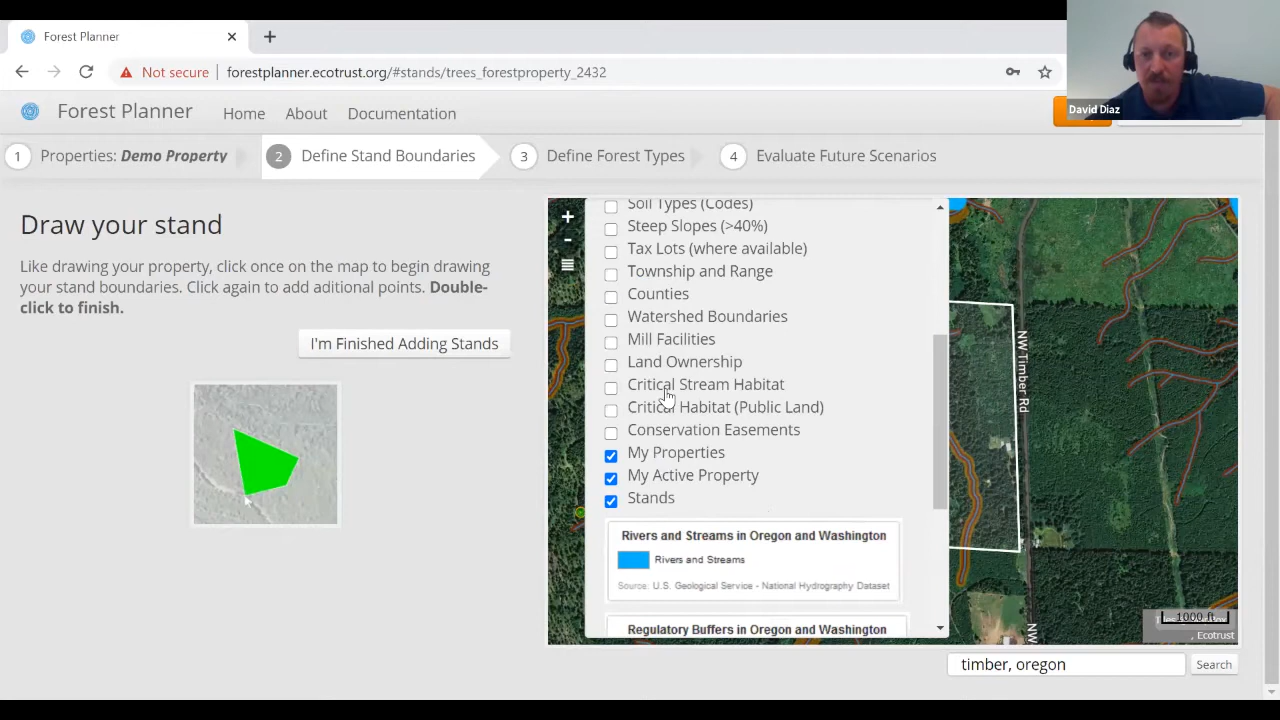 Forest Planner
Not secure
forestplanner.ecotrust.org/#stands/trees_forestproperty_2432
David Diaz
Forest Planner
Home
About
Documentation
1
Properties: Demo Property
2
Define Stand Boundaries
3
Define Forest Types
4
Evaluate Future Scenarios
Draw your stand
Like drawing your property, click once on the map to begin drawing
your stand boundaries. Click again to add aditional points. Double-
click to finish.
I'm Finished Adding Stands
+
-
Soil Types (Codes)
Steep Slopes (>40%)
Tax Lots (where available)
Township and Range
Counties
Watershed Boundaries
Mill Facilities
Land Ownership
Critical Stream Habitat
Critical Habitat (Public Land)
Conservation Easements
My Properties
My Active Property
Stands
Rivers and Streams in Oregon and Washington
Rivers and Streams
Source: U.S. Geological Service - National Hydrography Dataset
Regulatory Buffers in Oregon and Washington
NW Timber Rd
NW
1000 ft
, Ecotrust
timber, oregon
Search